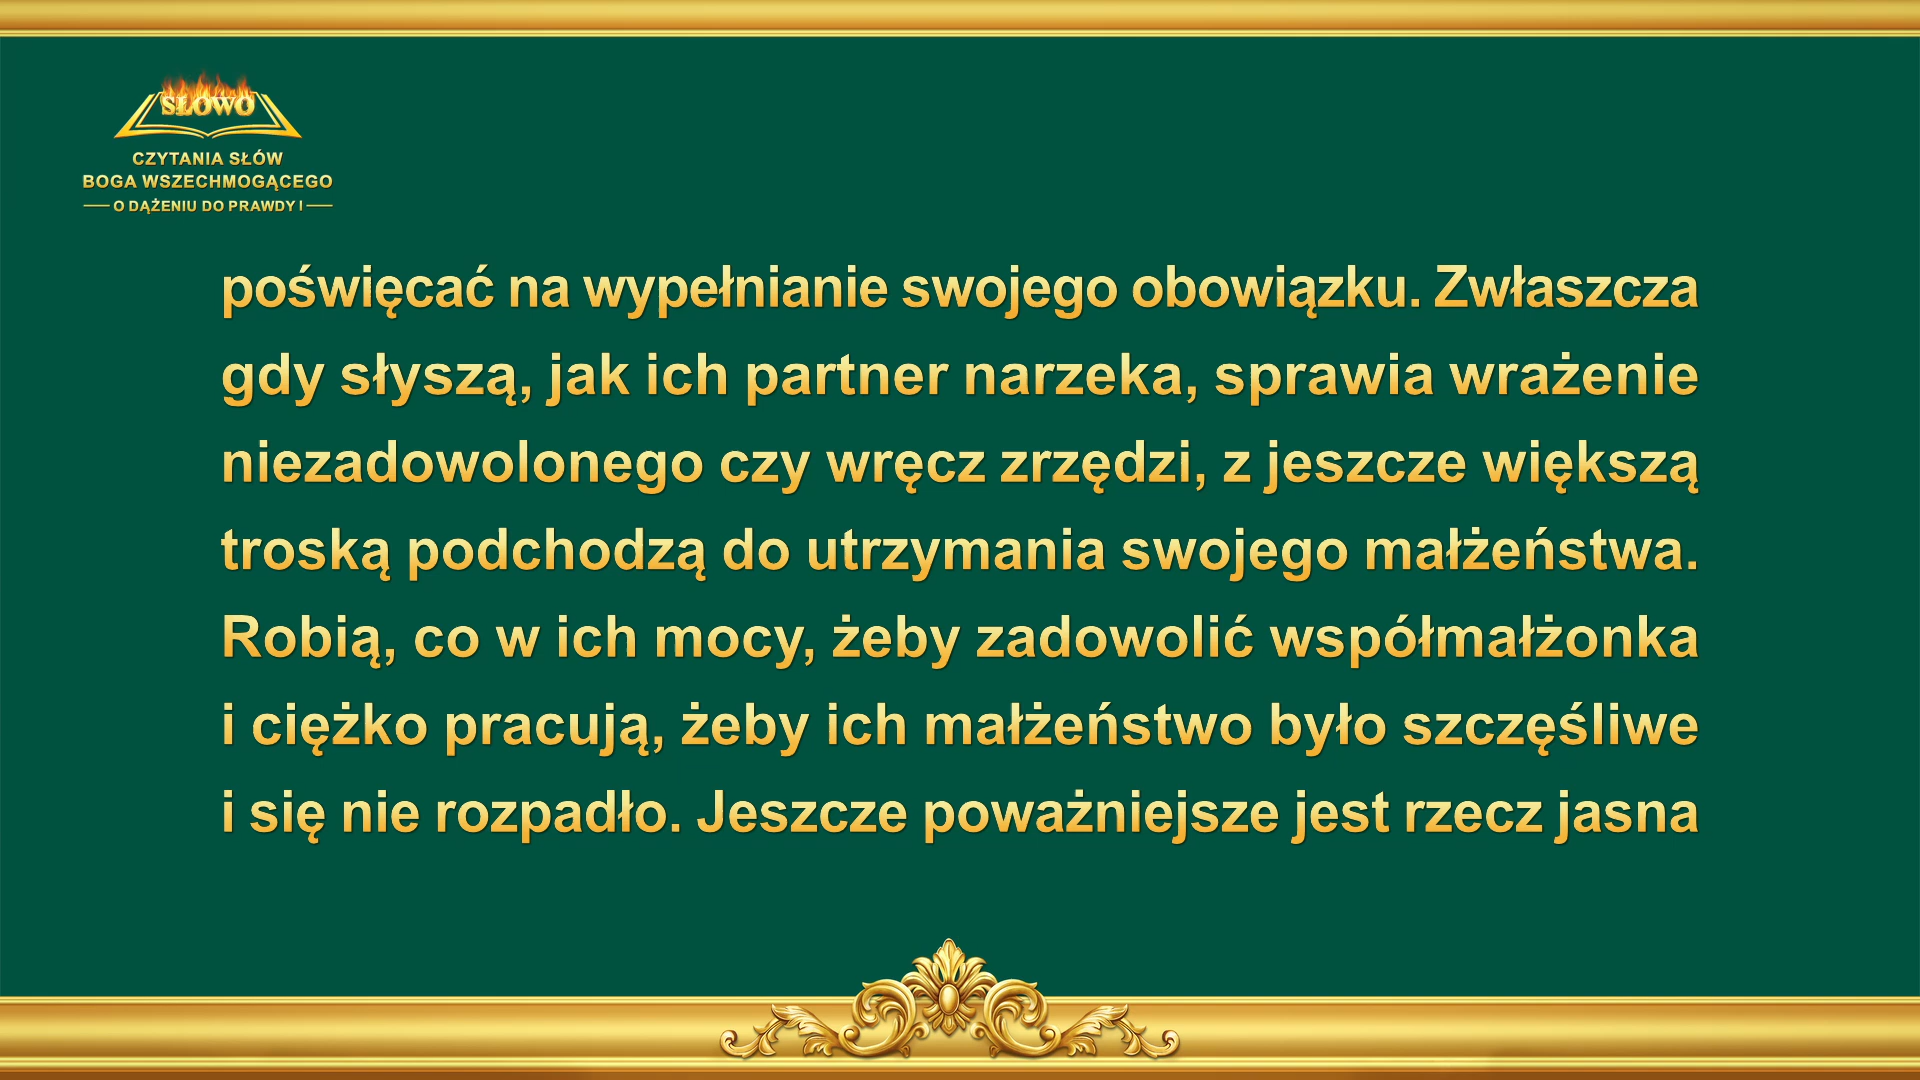 SŁOWO
CZYTANIA SŁÓW
BOGA WSZECHMOGĄCEGO
O DĄŻENIU DO PRAWDY I
poświęcać na wypełnianie swojego obowiązku. Zwłaszcza
gdy słyszą, jak ich partner narzeka, sprawia wrażenie
niezadowolonego czy wręcz zrzędzi, z jeszcze większą
troską podchodzą do utrzymania swojego małżeństwa.
Robią, co w ich mocy, żeby zadowolić współmałżonka
i ciężko pracują, żeby ich małżeństwo było szczęśliwe
i się nie rozpadło. Jeszcze poważniejsze jest rzecz jasna